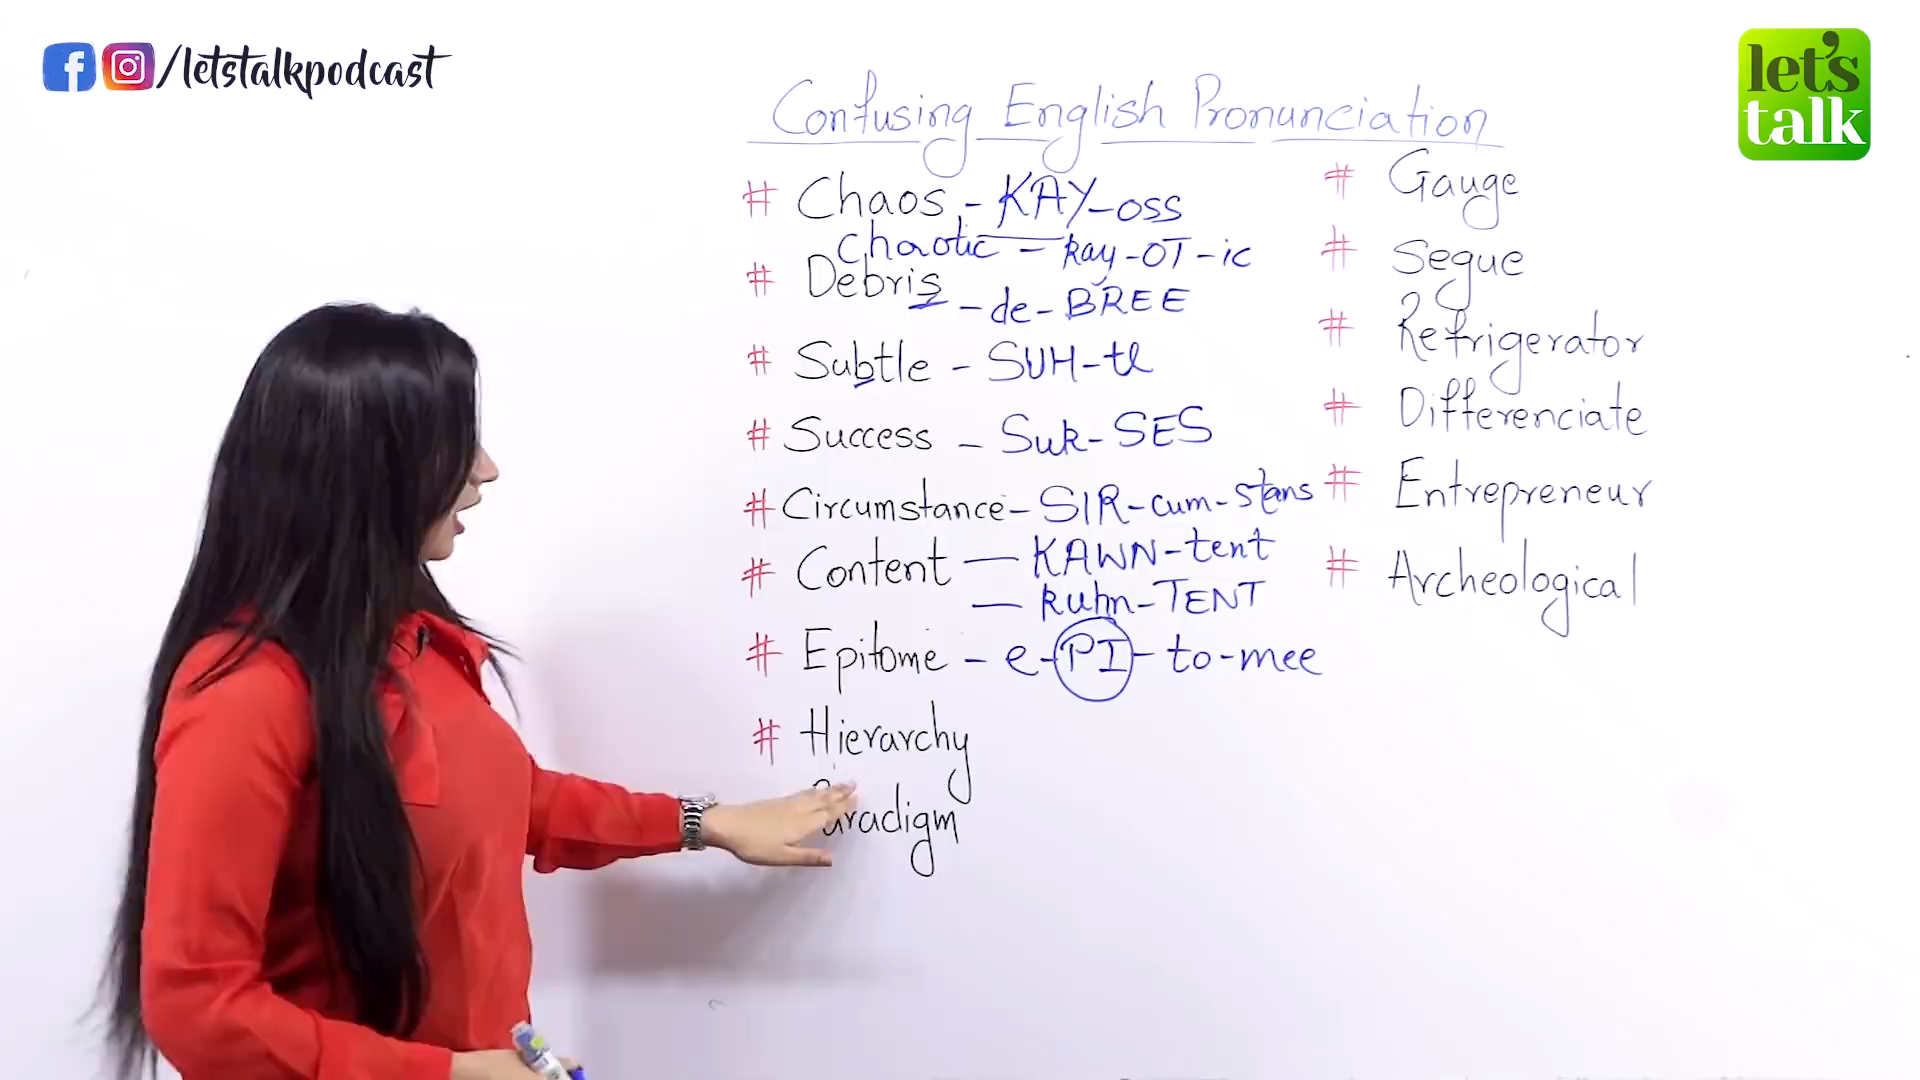 /letstalkpodcast
let's
talk
Confusing English Pronunciation
# Chaos - KAY-oss
Chaotic - kay-OT-ic
# Debris - de-BREE
# Subtle - SUH-tl
# Success - Suk-SES
# Circumstance - SIR-cum-stans
# Content - KAWN-tent
- kuhn-TENT
# Epitome - e-PI-to-mee
# Hierarchy
# Gauge
# Segue
# Refrigerator
# Differenciate
# Entrepreneur
# Archeological